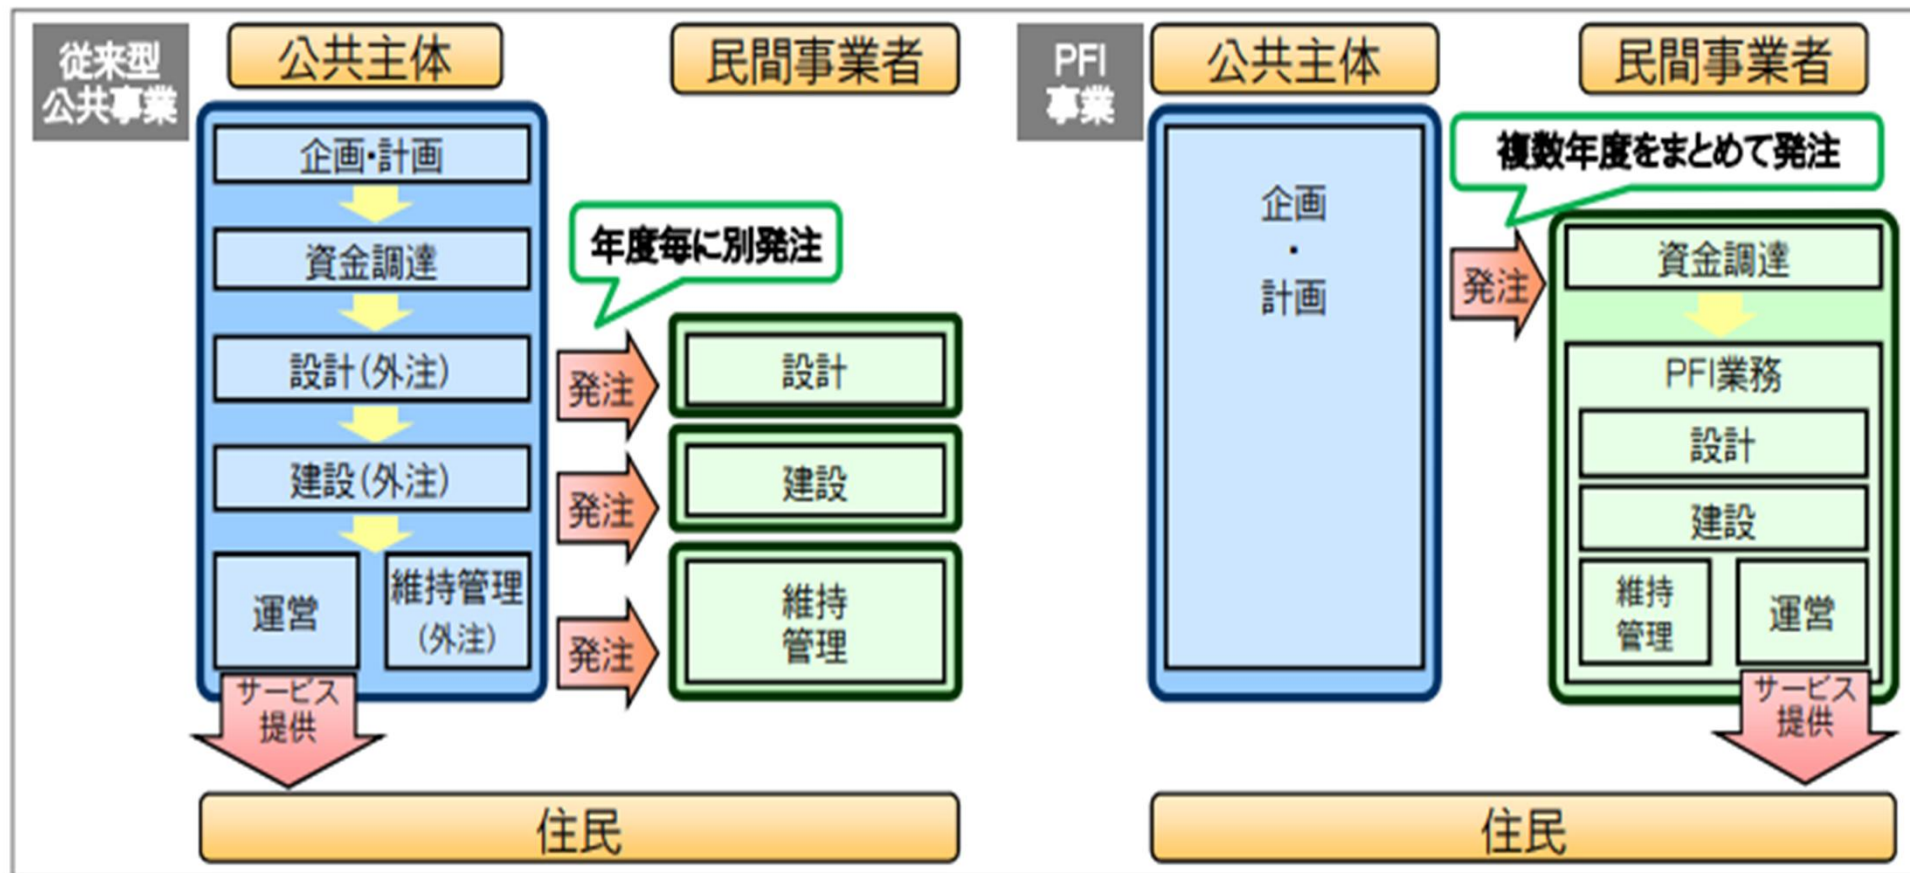 従来型
公共事業
公共主体
民間事業者
企画・計画
資金調達
設計(外注)
建設(外注)
運営
維持管理
(外注)
年度毎に別発注
発注
発注
発注
設計
建設
維持
管理
サービス
提供
住民
PFI
事業
公共主体
民間事業者
企画
・
計画
複数年度をまとめて発注
発注
資金調達
PFI業務
設計
建設
維持
管理
運営
サービス
提供
住民